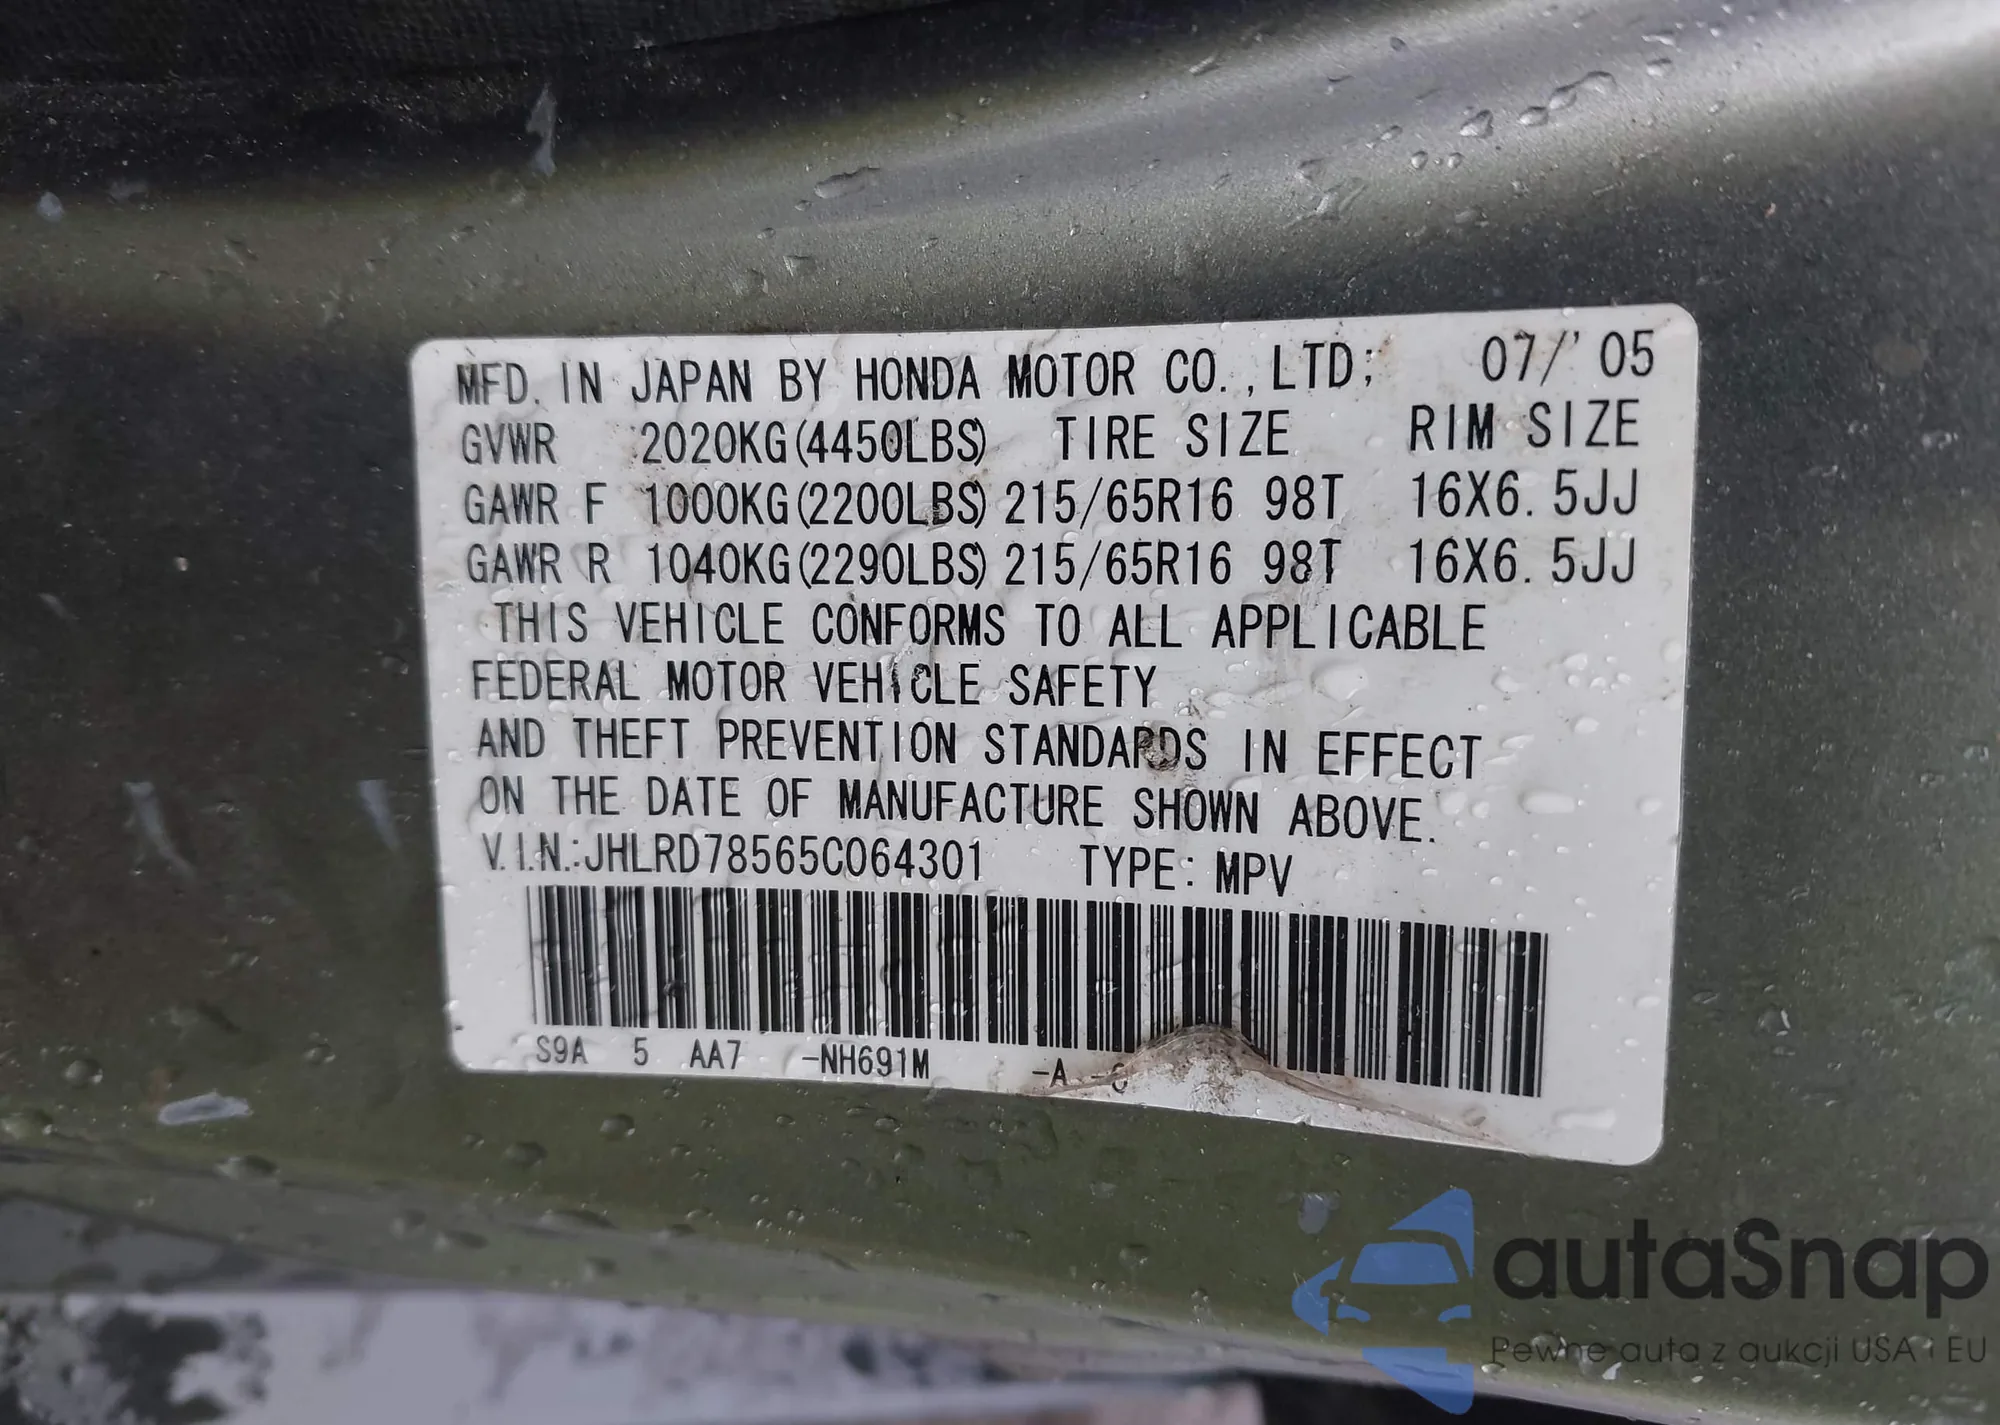 MFD. IN JAPAN BY HONDA MOTOR CO., LTD; 07/'05
GVWR 2020KG(4450LBS) TIRE SIZE RIM SIZE
GAWR F 1000KG(2200LBS) 215/65R16 98T 16X6.5JJ
GAWR R 1040KG(2290LBS) 215/65R16 98T 16X6.5JJ
THIS VEHICLE CONFORMS TO ALL APPLICABLE
FEDERAL MOTOR VEHICLE SAFETY
AND THEFT PREVENTION STANDARDS IN EFFECT
ON THE DATE OF MANUFACTURE SHOWN ABOVE.
V.I.N.:JHLRD78565C064301 TYPE: MPV
S9A 5 AA7 -NH691M -A
autaSnap
Pewne auta z aukcji USA i EU